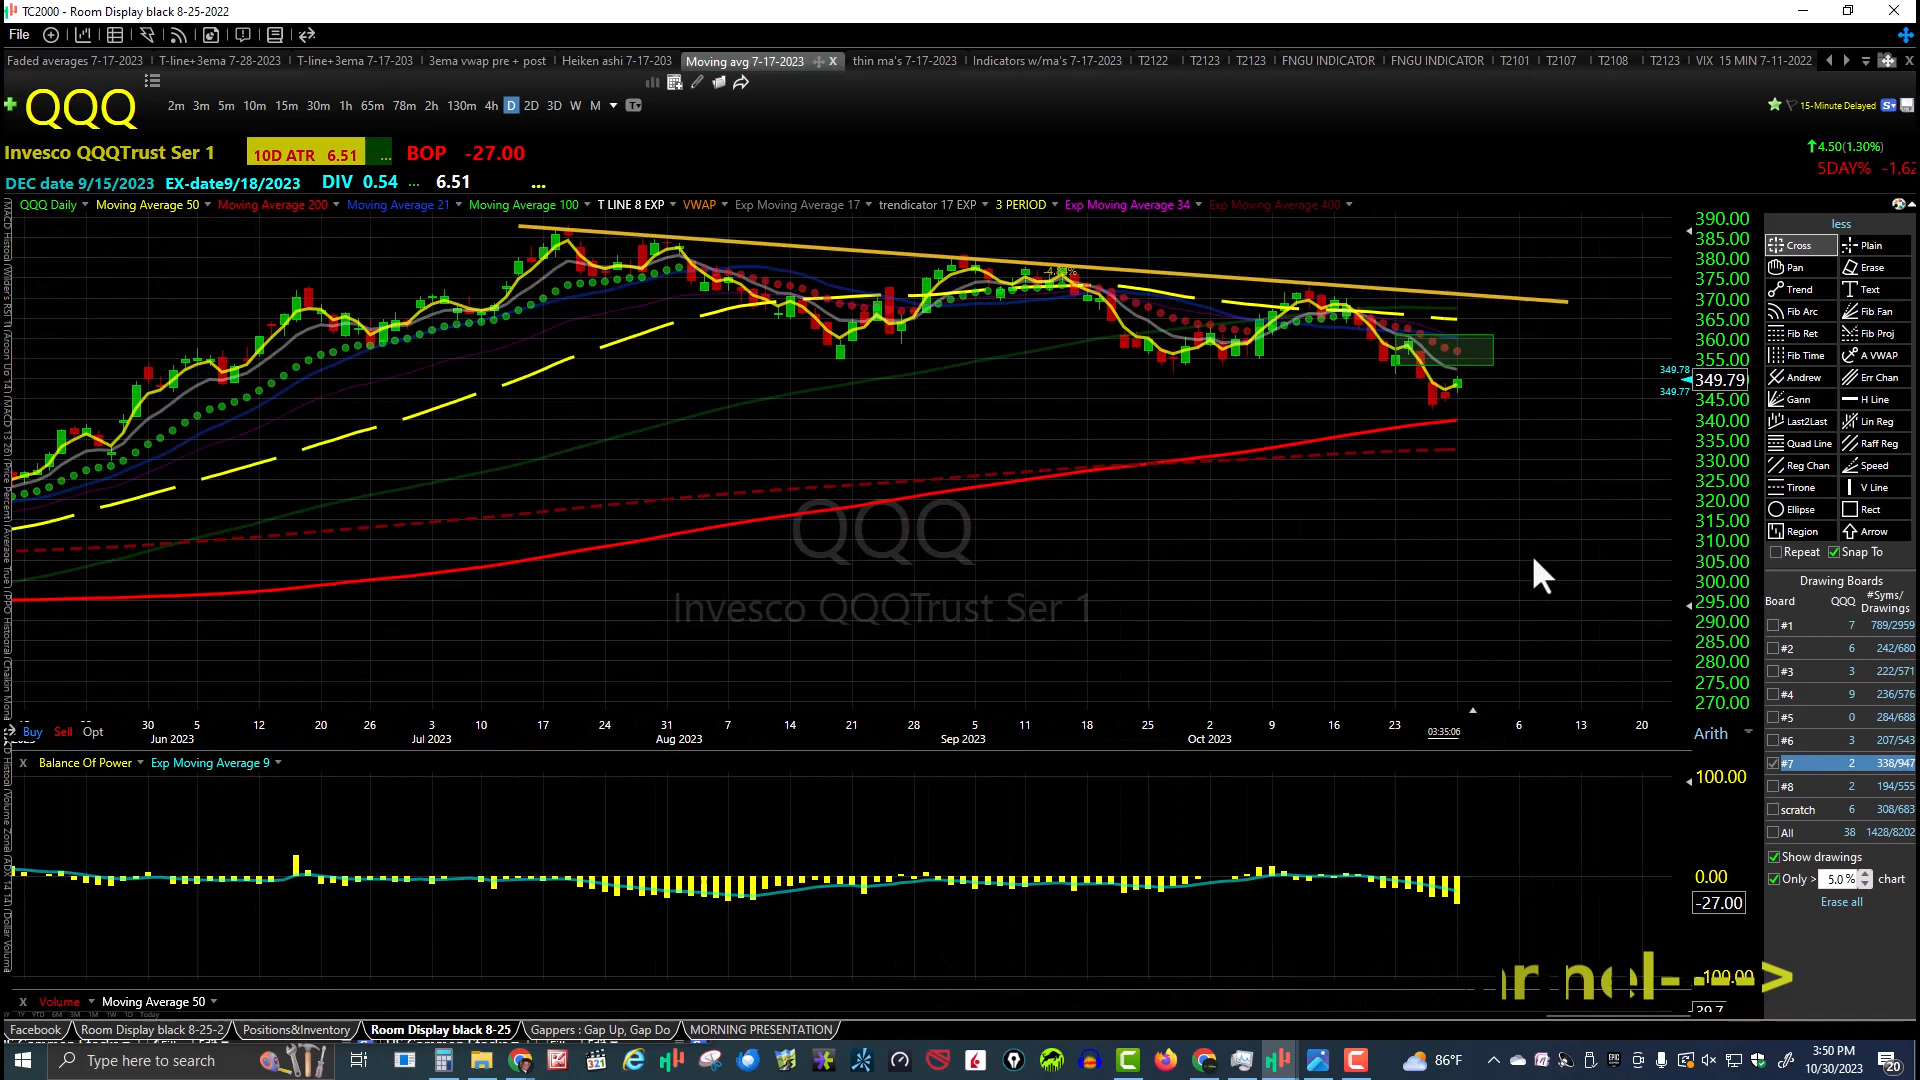 TC2000 - Room Display black 8-25-2022
File
Faded averages 7-17-2023 T-line+3ema 7-28-2023 T-line+3ema 7-17-203 3ema vwap pre + post Heiken ashi 7-17-203 Moving avg 7-17-2023 X thin ma's 7-17-2023 Indicators w/ma's 7-17-2023 T2122 T2123 T2123 FNGU INDICATOR FNGU INDICATOR T2101 T2107 T2108 T2123 VIX 15 MIN 7-11-2022
QQQ 2m 3m 5m 10m 15m 30m 1h 65m 78m 2h 130m 4h D 2D 3D W M
15-Minute Delayed
Invesco QQQTrust Ser 1 10D ATR 6.51 ... BOP -27.00
4.50(1.30%)
5DAY% -1.62
DEC date 9/15/2023 EX-date9/18/2023 DIV 0.54 ... 6.51 ...
QQQ Daily Moving Average 50 Moving Average 200 Moving Average 21 Moving Average 100 T LINE 8 EXP VWAP Exp Moving Average 17 trendicator 17 EXP 3 PERIOD Exp Moving Average 34 Exp Moving Average 400
390.00
385.00
380.00
375.00
370.00
365.00
360.00
355.00
349.78
349.79
349.77
345.00
340.00
335.00
330.00
325.00
320.00
315.00
310.00
305.00
300.00
295.00
290.00
285.00
280.00
275.00
270.00
QQQ
Invesco QQQTrust Ser 1
less
Cross Plain
Pan Erase
Trend Text
Fib Arc Fib Fan
Fib Ret Fib Proj
Fib Time A VWAP
Andrew Err Chan
Gann H Line
Last2Last Lin Reg
Quad Line Raff Reg
Reg Chan Speed
Tirone V Line
Ellipse Rect
Region Arrow
Repeat Snap To
Drawing Boards
Board QQQ #Syms/
Drawings
#1 7 789/2959
#2 6 242/680
#3 3 222/571
#4 9 236/576
#5 0 284/688
#6 3 207/543
#7 2 338/947
#8 2 194/555
scratch 6 308/683
All 38 1428/8202
Show drawings
Only > 5.0 % chart
Erase all
30 5 12 20 26 3 10 17 24 31 7 14 21 28 5 11 18 25 2 9 16 23 6 13 20
Buy Sell Opt
Jun 2023 Jul 2023 Aug 2023 Sep 2023 Oct 2023 03:35:06 Arith
X Balance Of Power Exp Moving Average 9
100.00
0.00
-27.00
-100.00
nel--->
X Volume Moving Average 50
Facebook Room Display black 8-25-2 Positions&Inventory Room Display black 8-25 Gappers : Gap Up, Gap Do MORNING PRESENTATION
Type here to search
86°F
3:50 PM
10/30/2023
20